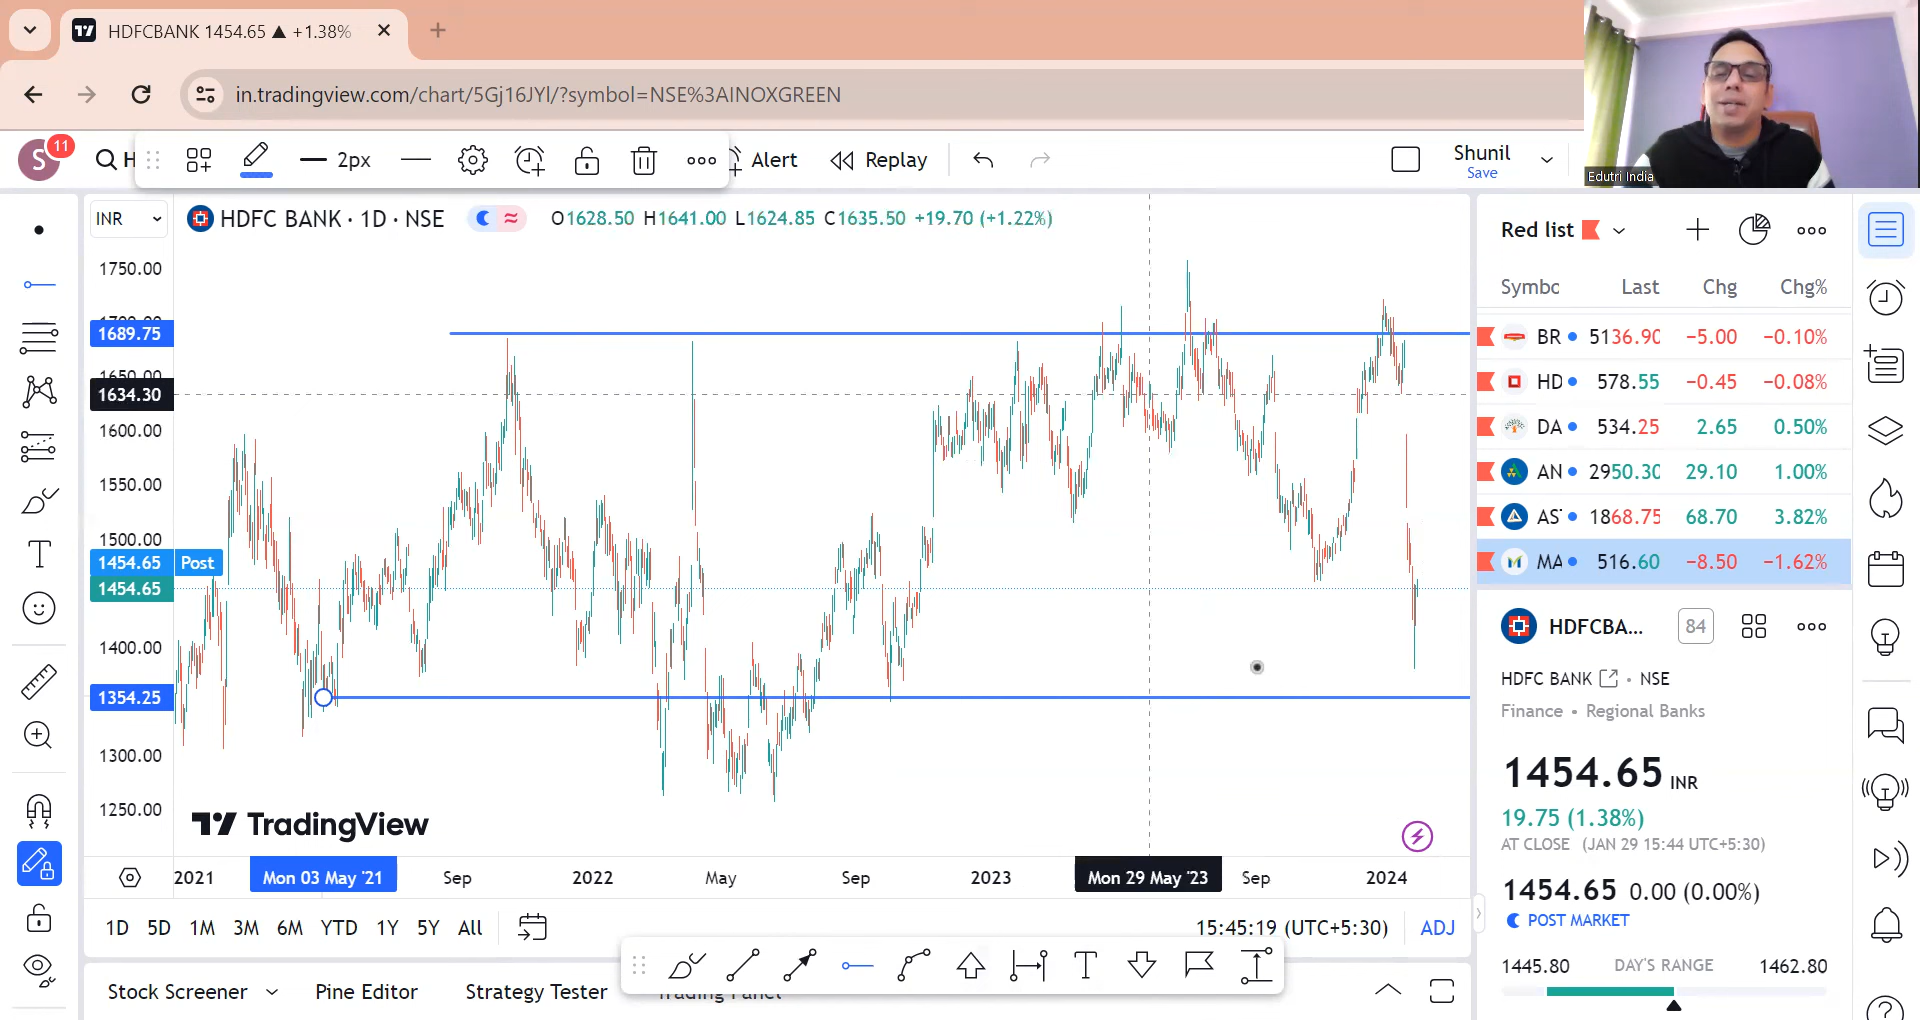 HDFCBANK 1454.65 ▲ +1.38%
in.tradingview.com/chart/5Gj16JYl/?symbol=NSE%3AINOXGREEN
Edutri India
S
11
H
2px
Alert
Replay
Shunil
Save
INR
HDFC BANK · 1D · NSE
O1628.50 H1641.00 L1624.85 C1635.50 +19.70 (+1.22%)
1750.00
1689.75
1650.00
1634.30
1600.00
1550.00
1500.00
1454.65 Post
1454.65
1400.00
1354.25
1300.00
1250.00
TradingView
2021
Mon 03 May '21
Sep
2022
May
Sep
2023
Mon 29 May '23
Sep
2024
1D 5D 1M 3M 6M YTD 1Y 5Y All
15:45:19 (UTC+5:30)
ADJ
Stock Screener
Pine Editor
Strategy Tester
Trading Panel
Red list
Symbo Last Chg Chg%
BR 5136.90 −5.00 −0.10%
HD 578.55 −0.45 −0.08%
DA 534.25 2.65 0.50%
AN 2950.30 29.10 1.00%
AS 1868.75 68.70 3.82%
MA 516.60 −8.50 −1.62%
HDFCBA...
84
HDFC BANK · NSE
Finance • Regional Banks
1454.65 INR
19.75 (1.38%)
AT CLOSE (JAN 29 15:44 UTC+5:30)
1454.65 0.00 (0.00%)
POST MARKET
1445.80 DAY'S RANGE 1462.80